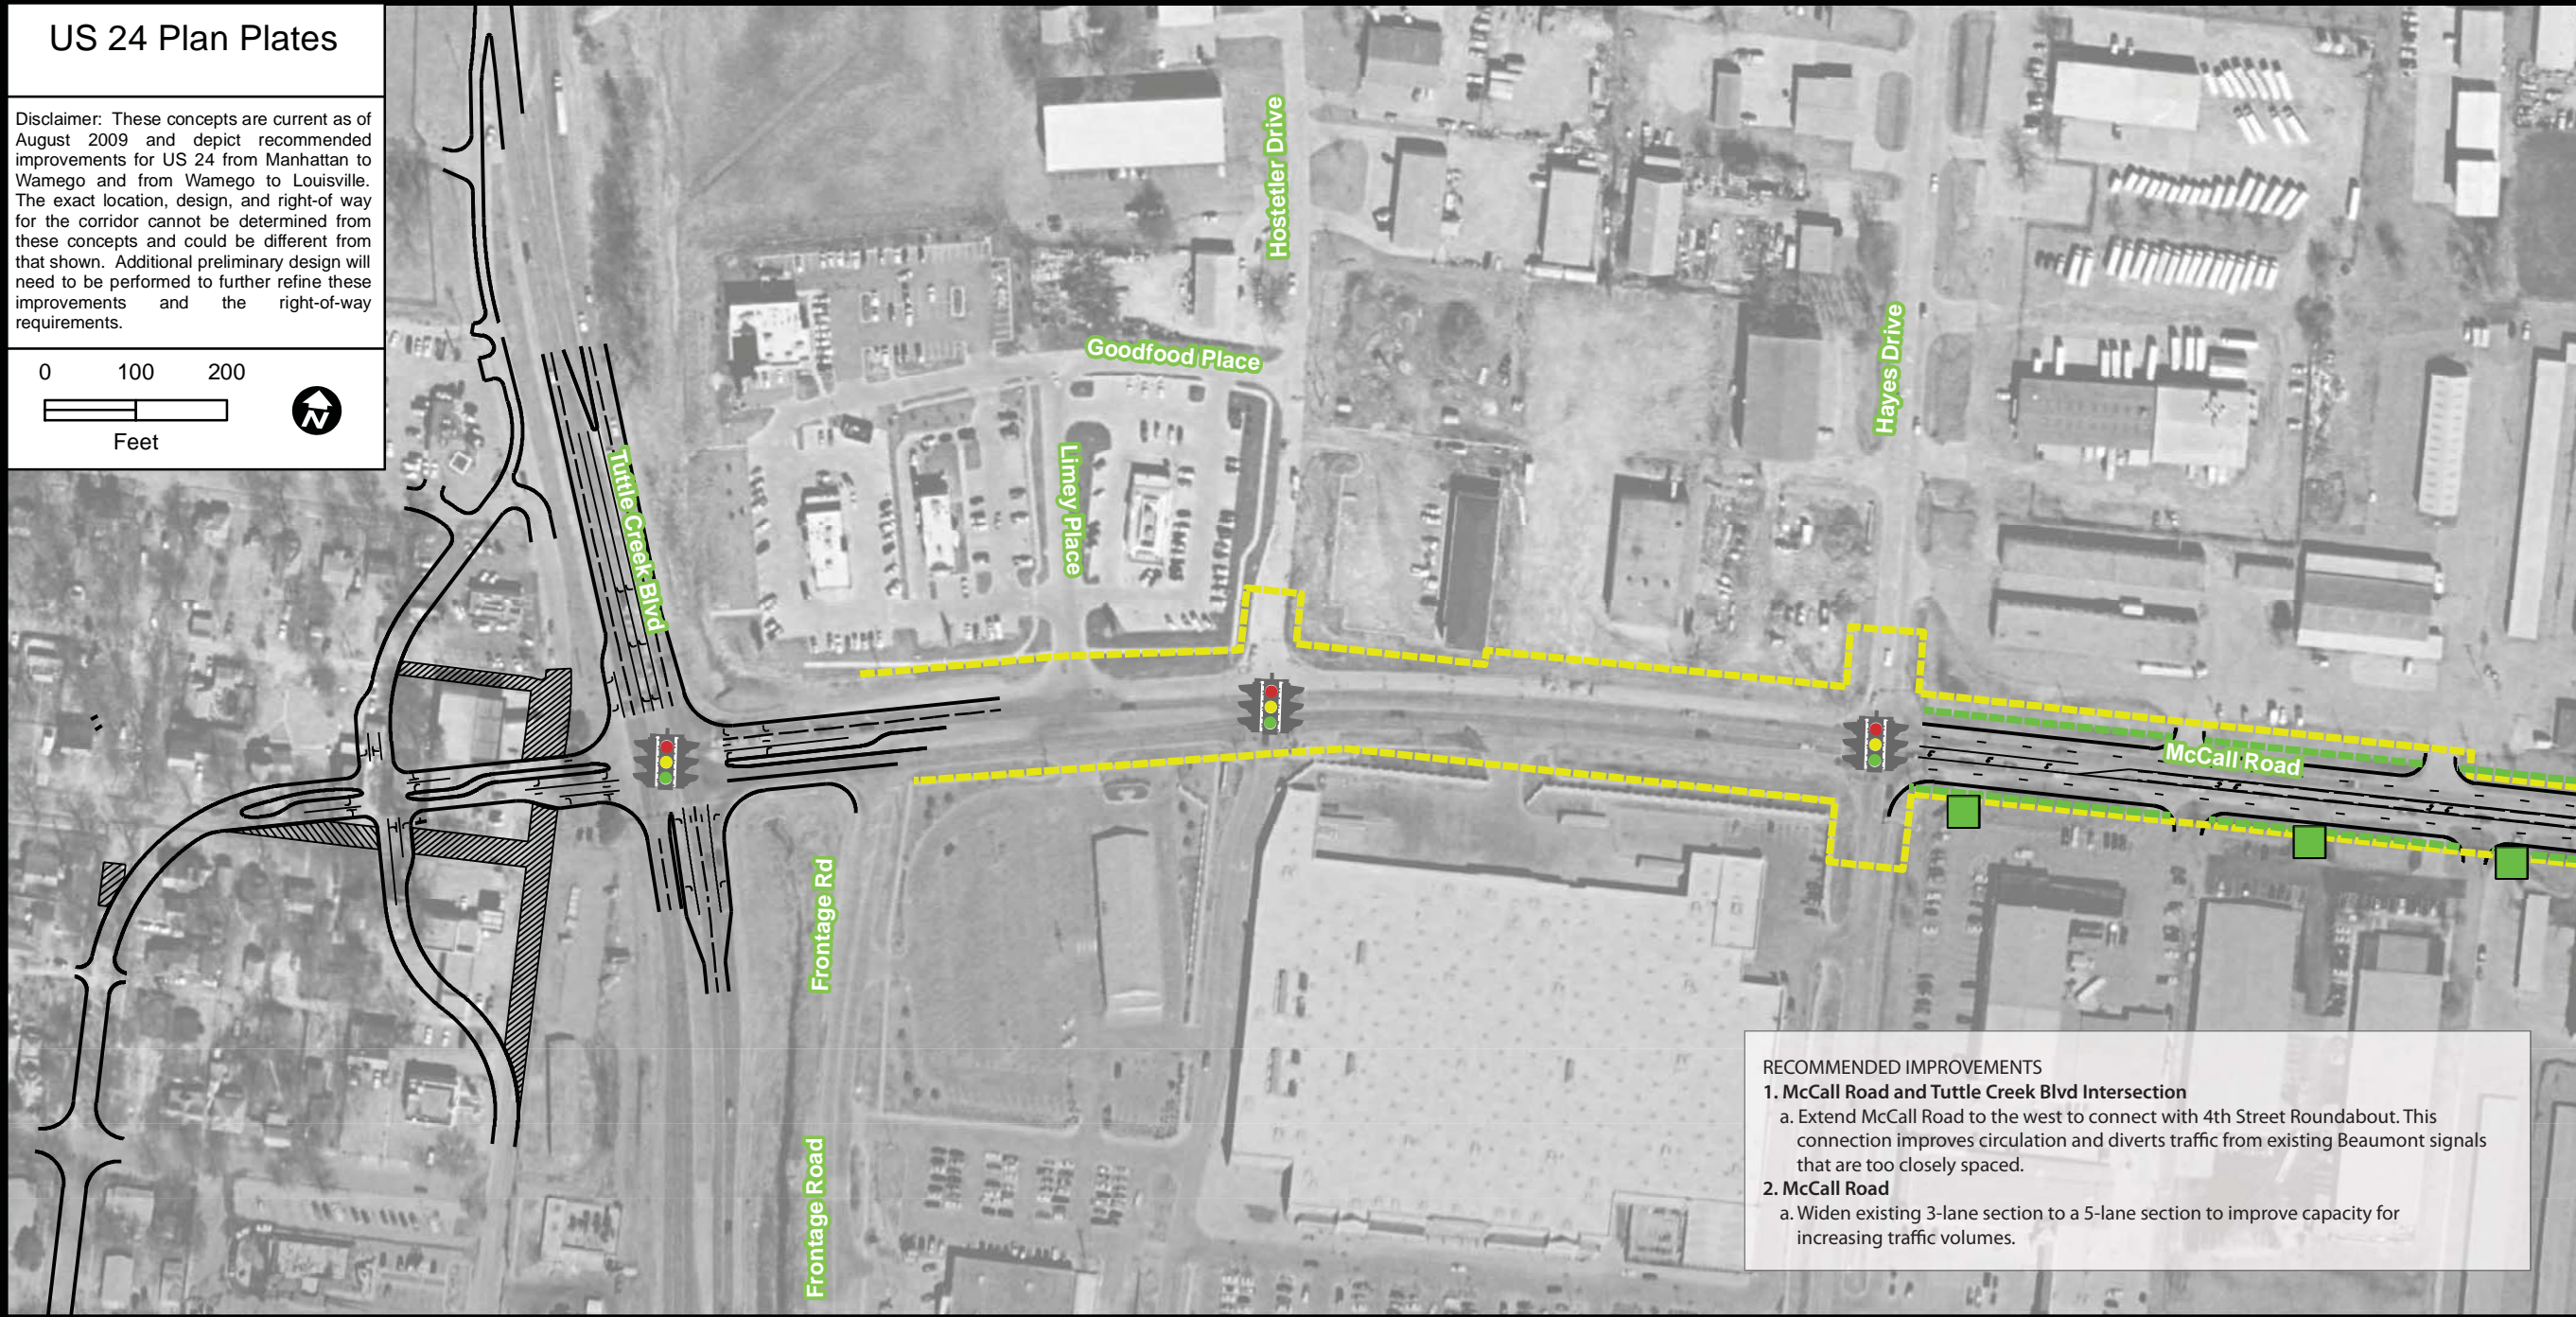 US 24 Plan Plates
Disclaimer: These concepts are current as of
August 2009 and depict recommended
improvements for US 24 from Manhattan to
Wamego and from Wamego to Louisville.
The exact location, design, and right-of way
for the corridor cannot be determined from
these concepts and could be different from
that shown. Additional preliminary design will
need to be performed to further refine these
improvements and the right-of-way
requirements.
0 100 200
Feet
N
Hostetler Drive
Goodfood Place
Hayes Drive
Limey Place
Tuttle Creek Blvd
McCall Road
Frontage Rd
Frontage Road
RECOMMENDED IMPROVEMENTS
1. McCall Road and Tuttle Creek Blvd Intersection
a. Extend McCall Road to the west to connect with 4th Street Roundabout. This
connection improves circulation and diverts traffic from existing Beaumont signals
that are too closely spaced.
2. McCall Road
a. Widen existing 3-lane section to a 5-lane section to improve capacity for
increasing traffic volumes.